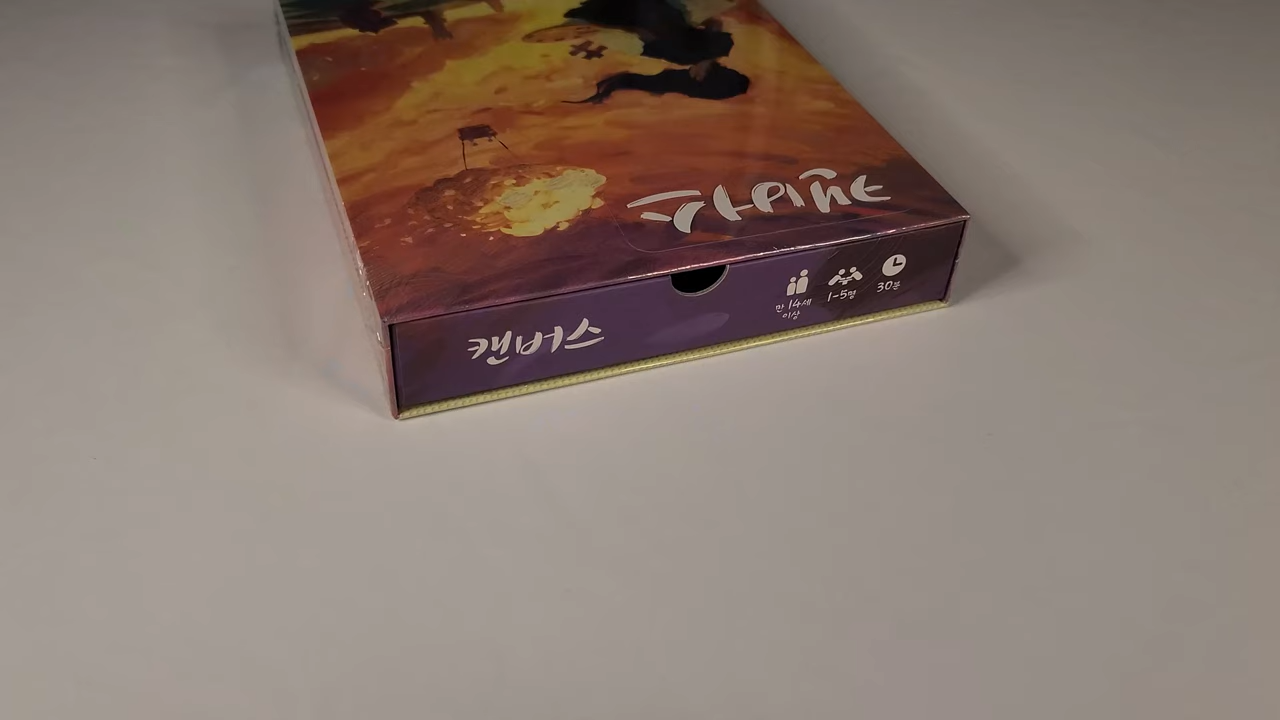 캔버스
캔버스
만 14세
이상
1-5명
30분